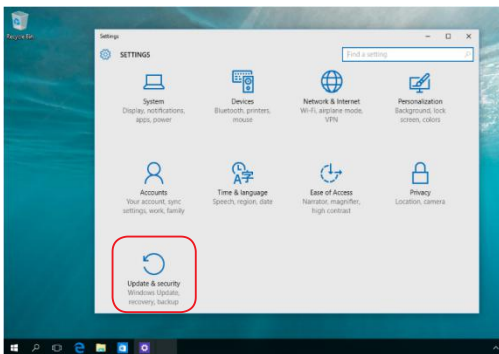 Recycle Bin
Settings
SETTINGS
Find a setting
System
Display, notifications,
apps, power
Devices
Bluetooth, printers,
mouse
Network & Internet
Wi-Fi, airplane mode,
VPN
Personalization
Background, lock
screen, colors
Accounts
Your account, sync
settings, work, family
Time & language
Speech, region, date
Ease of Access
Narrator, magnifier,
high contrast
Privacy
Location, camera
Update & security
Windows Update,
recovery, backup